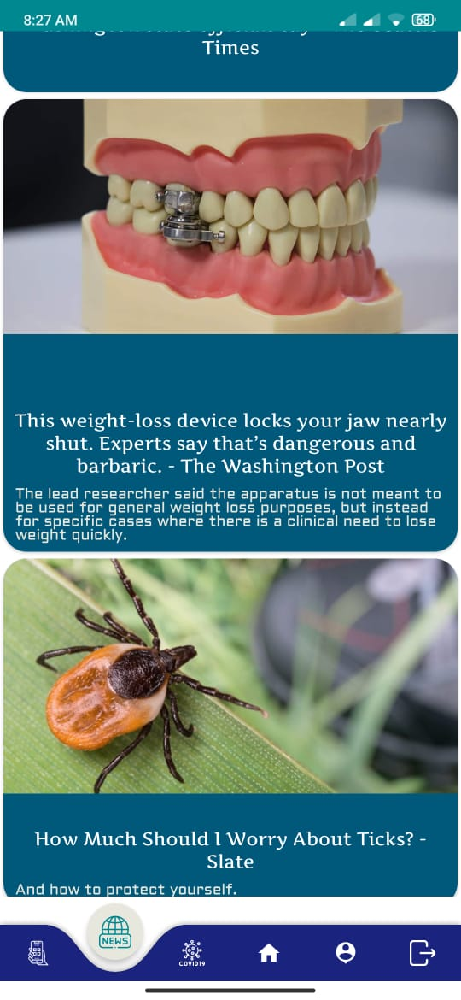 8:27 AM
68
Times
This weight-loss device locks your jaw nearly
shut. Experts say that’s dangerous and
barbaric. - The Washington Post
The lead researcher said the apparatus is not meant to
be used for general weight loss purposes, but instead
for specific cases where there is a clinical need to lose
weight quickly.
How Much Should I Worry About Ticks? -
Slate
And how to protect yourself.
NEWS
COVID19